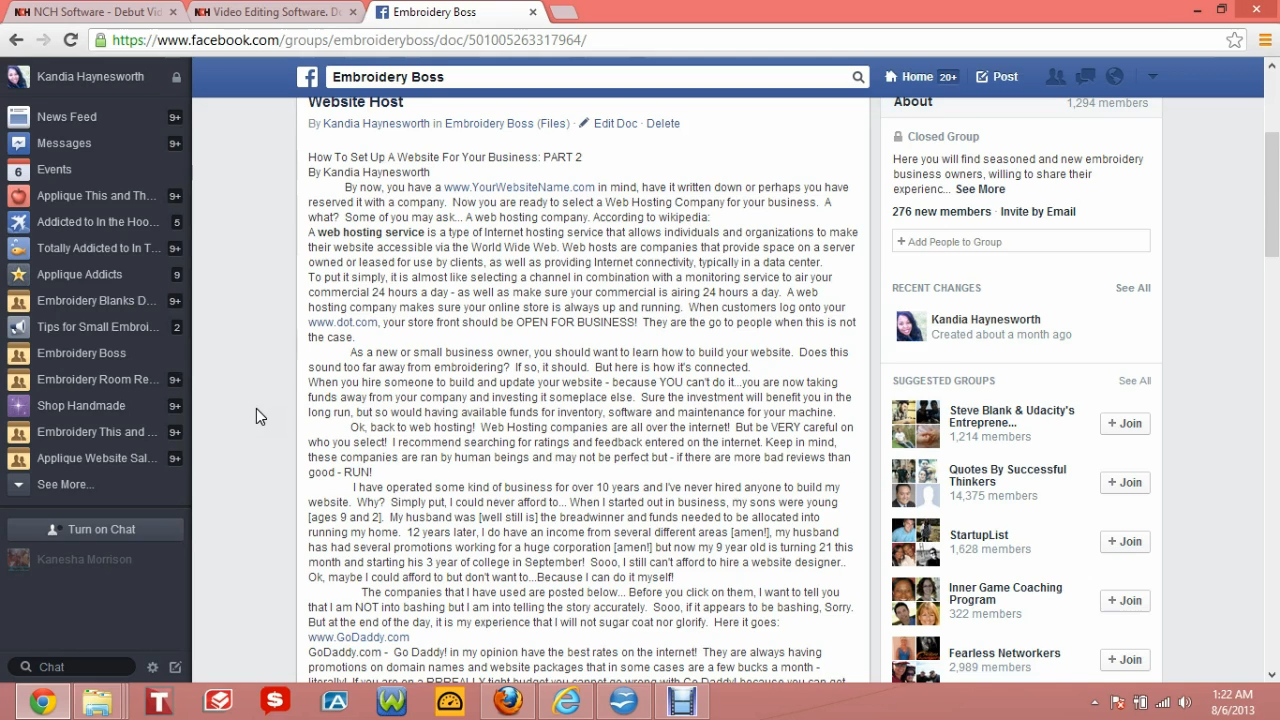 NCH Software - Debut Vid
Video Editing Software. Do
Embroidery Boss
https://www.facebook.com/groups/embroideryboss/doc/501005263317964/
Kandia Haynesworth
Embroidery Boss
Home 20+
Post
News Feed 9+
Messages 9+
6 Events
Applique This and Th... 9+
Addicted to In the Hoo... 5
Totally Addicted to In T... 9+
Applique Addicts 9
Embroidery Blanks D... 9+
Tips for Small Embroi... 2
Embroidery Boss
Embroidery Room Re... 9+
Shop Handmade 9+
Embroidery This and ... 9+
Applique Website Sal... 9+
See More...
Turn on Chat
Kanesha Morrison
Chat
Website Host
By Kandia Haynesworth in Embroidery Boss (Files) · Edit Doc · Delete
How To Set Up A Website For Your Business: PART 2
By Kandia Haynesworth
By now, you have a www.YourWebsiteName.com in mind, have it written down or perhaps you have
reserved it with a company. Now you are ready to select a Web Hosting Company for your business. A
what? Some of you may ask... A web hosting company. According to wikipedia:
A web hosting service is a type of Internet hosting service that allows individuals and organizations to make
their website accessible via the World Wide Web. Web hosts are companies that provide space on a server
owned or leased for use by clients, as well as providing Internet connectivity, typically in a data center.
To put it simply, it is almost like selecting a channel in combination with a monitoring service to air your
commercial 24 hours a day - as well as make sure your commercial is airing 24 hours a day. A web
hosting company makes sure your online store is always up and running. When customers log onto your
www.dot.com, your store front should be OPEN FOR BUSINESS! They are the go to people when this is not
the case.
As a new or small business owner, you should want to learn how to build your website. Does this
sound too far away from embroidering? If so, it should. But here is how it's connected.
When you hire someone to build and update your website - because YOU can't do it...you are now taking
funds away from your company and investing it someplace else. Sure the investment will benefit you in the
long run, but so would having available funds for inventory, software and maintenance for your machine.
Ok, back to web hosting! Web Hosting companies are all over the internet! But be VERY careful on
who you select! I recommend searching for ratings and feedback entered on the internet. Keep in mind,
these companies are ran by human beings and may not be perfect but - if there are more bad reviews than
good - RUN!
I have operated some kind of business for over 10 years and I've never hired anyone to build my
website. Why? Simply put, I could never afford to... When I started out in business, my sons were young
[ages 9 and 2]. My husband was [well still is] the breadwinner and funds needed to be allocated into
running my home. 12 years later, I do have an income from several different areas [amen!], my husband
has had several promotions working for a huge corporation [amen!] but now my 9 year old is turning 21 this
month and starting his 3 year of college in September! Sooo, I still can't afford to hire a website designer..
Ok, maybe I could afford to but don't want to...Because I can do it myself!
The companies that I have used are posted below... Before you click on them, I want to tell you
that I am NOT into bashing but I am into telling the story accurately. Sooo, if it appears to be bashing, Sorry.
But at the end of the day, it is my experience that I will not sugar coat nor glorify. Here it goes:
www.GoDaddy.com
GoDaddy.com - Go Daddy! in my opinion have the best rates on the internet! They are always having
promotions on domain names and website packages that in some cases are a few bucks a month -
literally! If you are on a RRREALLY tight budget you cannot go wrong with Go Daddy! because you can get
About 1,294 members
Closed Group
Here you will find seasoned and new embroidery
business owners, willing to share their
experienc... See More
276 new members · Invite by Email
+ Add People to Group
RECENT CHANGES See All
Kandia Haynesworth
Created about a month ago
SUGGESTED GROUPS See All
Steve Blank & Udacity's
Entreprene...
1,214 members
+ Join
Quotes By Successful
Thinkers
14,375 members
+ Join
StartupList
1,628 members
+ Join
Inner Game Coaching
Program
322 members
+ Join
Fearless Networkers
2,989 members
+ Join
1:22 AM
8/6/2013